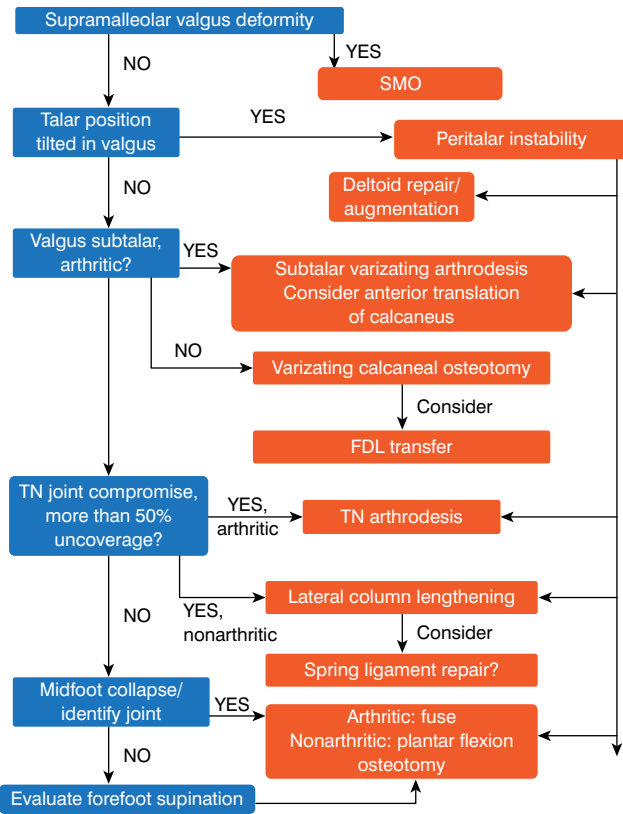 Supramalleolar valgus deformity
NO
YES
SMO
Talar position
tilted in valgus
YES
Peritalar instability
NO
Deltoid repair/
augmentation
Valgus subtalar,
arthritic?
YES
Subtalar varizating arthrodesis
Consider anterior translation
of calcaneus
NO
Varizating calcaneal osteotomy
Consider
FDL transfer
TN joint compromise,
more than 50%
uncoverage?
YES,
arthritic
TN arthrodesis
NO
YES,
nonarthritic
Lateral column lengthening
Consider
Spring ligament repair?
Midfoot collapse/
identify joint
YES
Arthritic: fuse
Nonarthritic: plantar flexion
osteotomy
NO
Evaluate forefoot supination